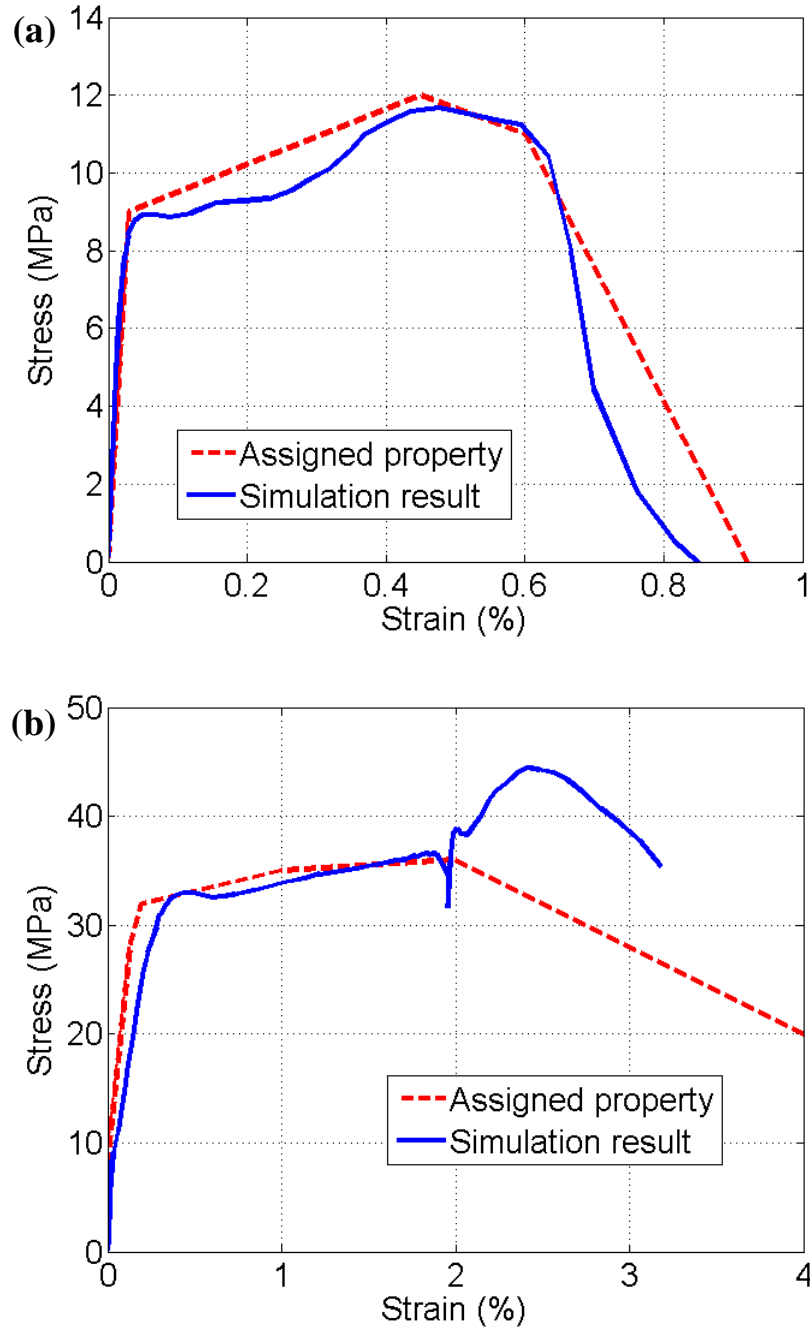 (a)
14
12
10
8
6
4
2
0
Stress (MPa)
Assigned property
Simulation result
0 0.2 0.4 0.6 0.8 1
Strain (%)
(b)
50
40
30
20
10
0
Stress (MPa)
Assigned property
Simulation result
0 1 2 3 4
Strain (%)